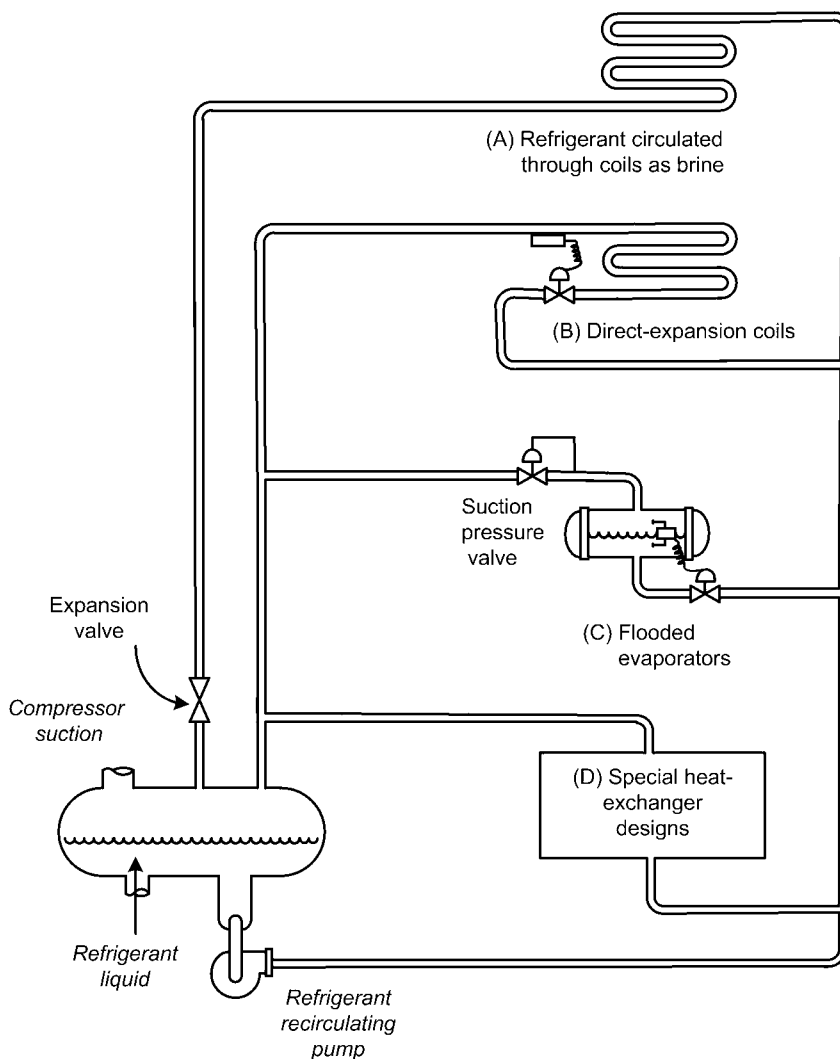 (A) Refrigerant circulated
through coils as brine
(B) Direct-expansion coils
Suction
pressure
valve
(C) Flooded
evaporators
Expansion
valve
Compressor
suction
(D) Special heat-
exchanger
designs
Refrigerant
liquid
Refrigerant
recirculating
pump